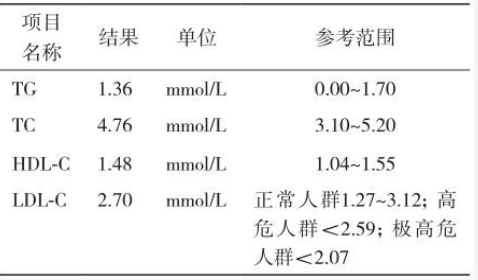 项目名称 结果 单位 参考范围
TG 1.36 mmol/L 0.00~1.70
TC 4.76 mmol/L 3.10~5.20
HDL-C 1.48 mmol/L 1.04~1.55
LDL-C 2.70 mmol/L 正常人群1.27~3.12; 高
危人群<2.59; 极高危
人群<2.07